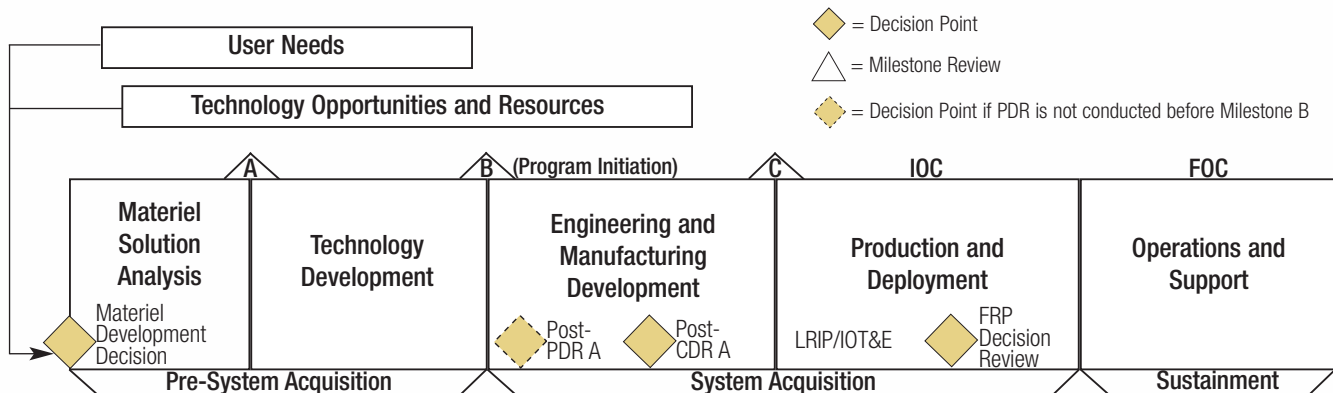 = Decision Point
User Needs
= Milestone Review
Technology Opportunities and Resources
= Decision Point if PDR is not conducted before Milestone B
A
B
(Program Initiation)
C
IOC
FOC
Materiel
Solution
Analysis
Technology
Development
Engineering and
Manufacturing
Development
Production and
Deployment
Operations and
Support
Materiel
Development
Decision
Post-
PDR A
Post-
CDR A
LRIP/IOT&E
FRP
Decision
Review
Pre-System Acquisition
System Acquisition
Sustainment